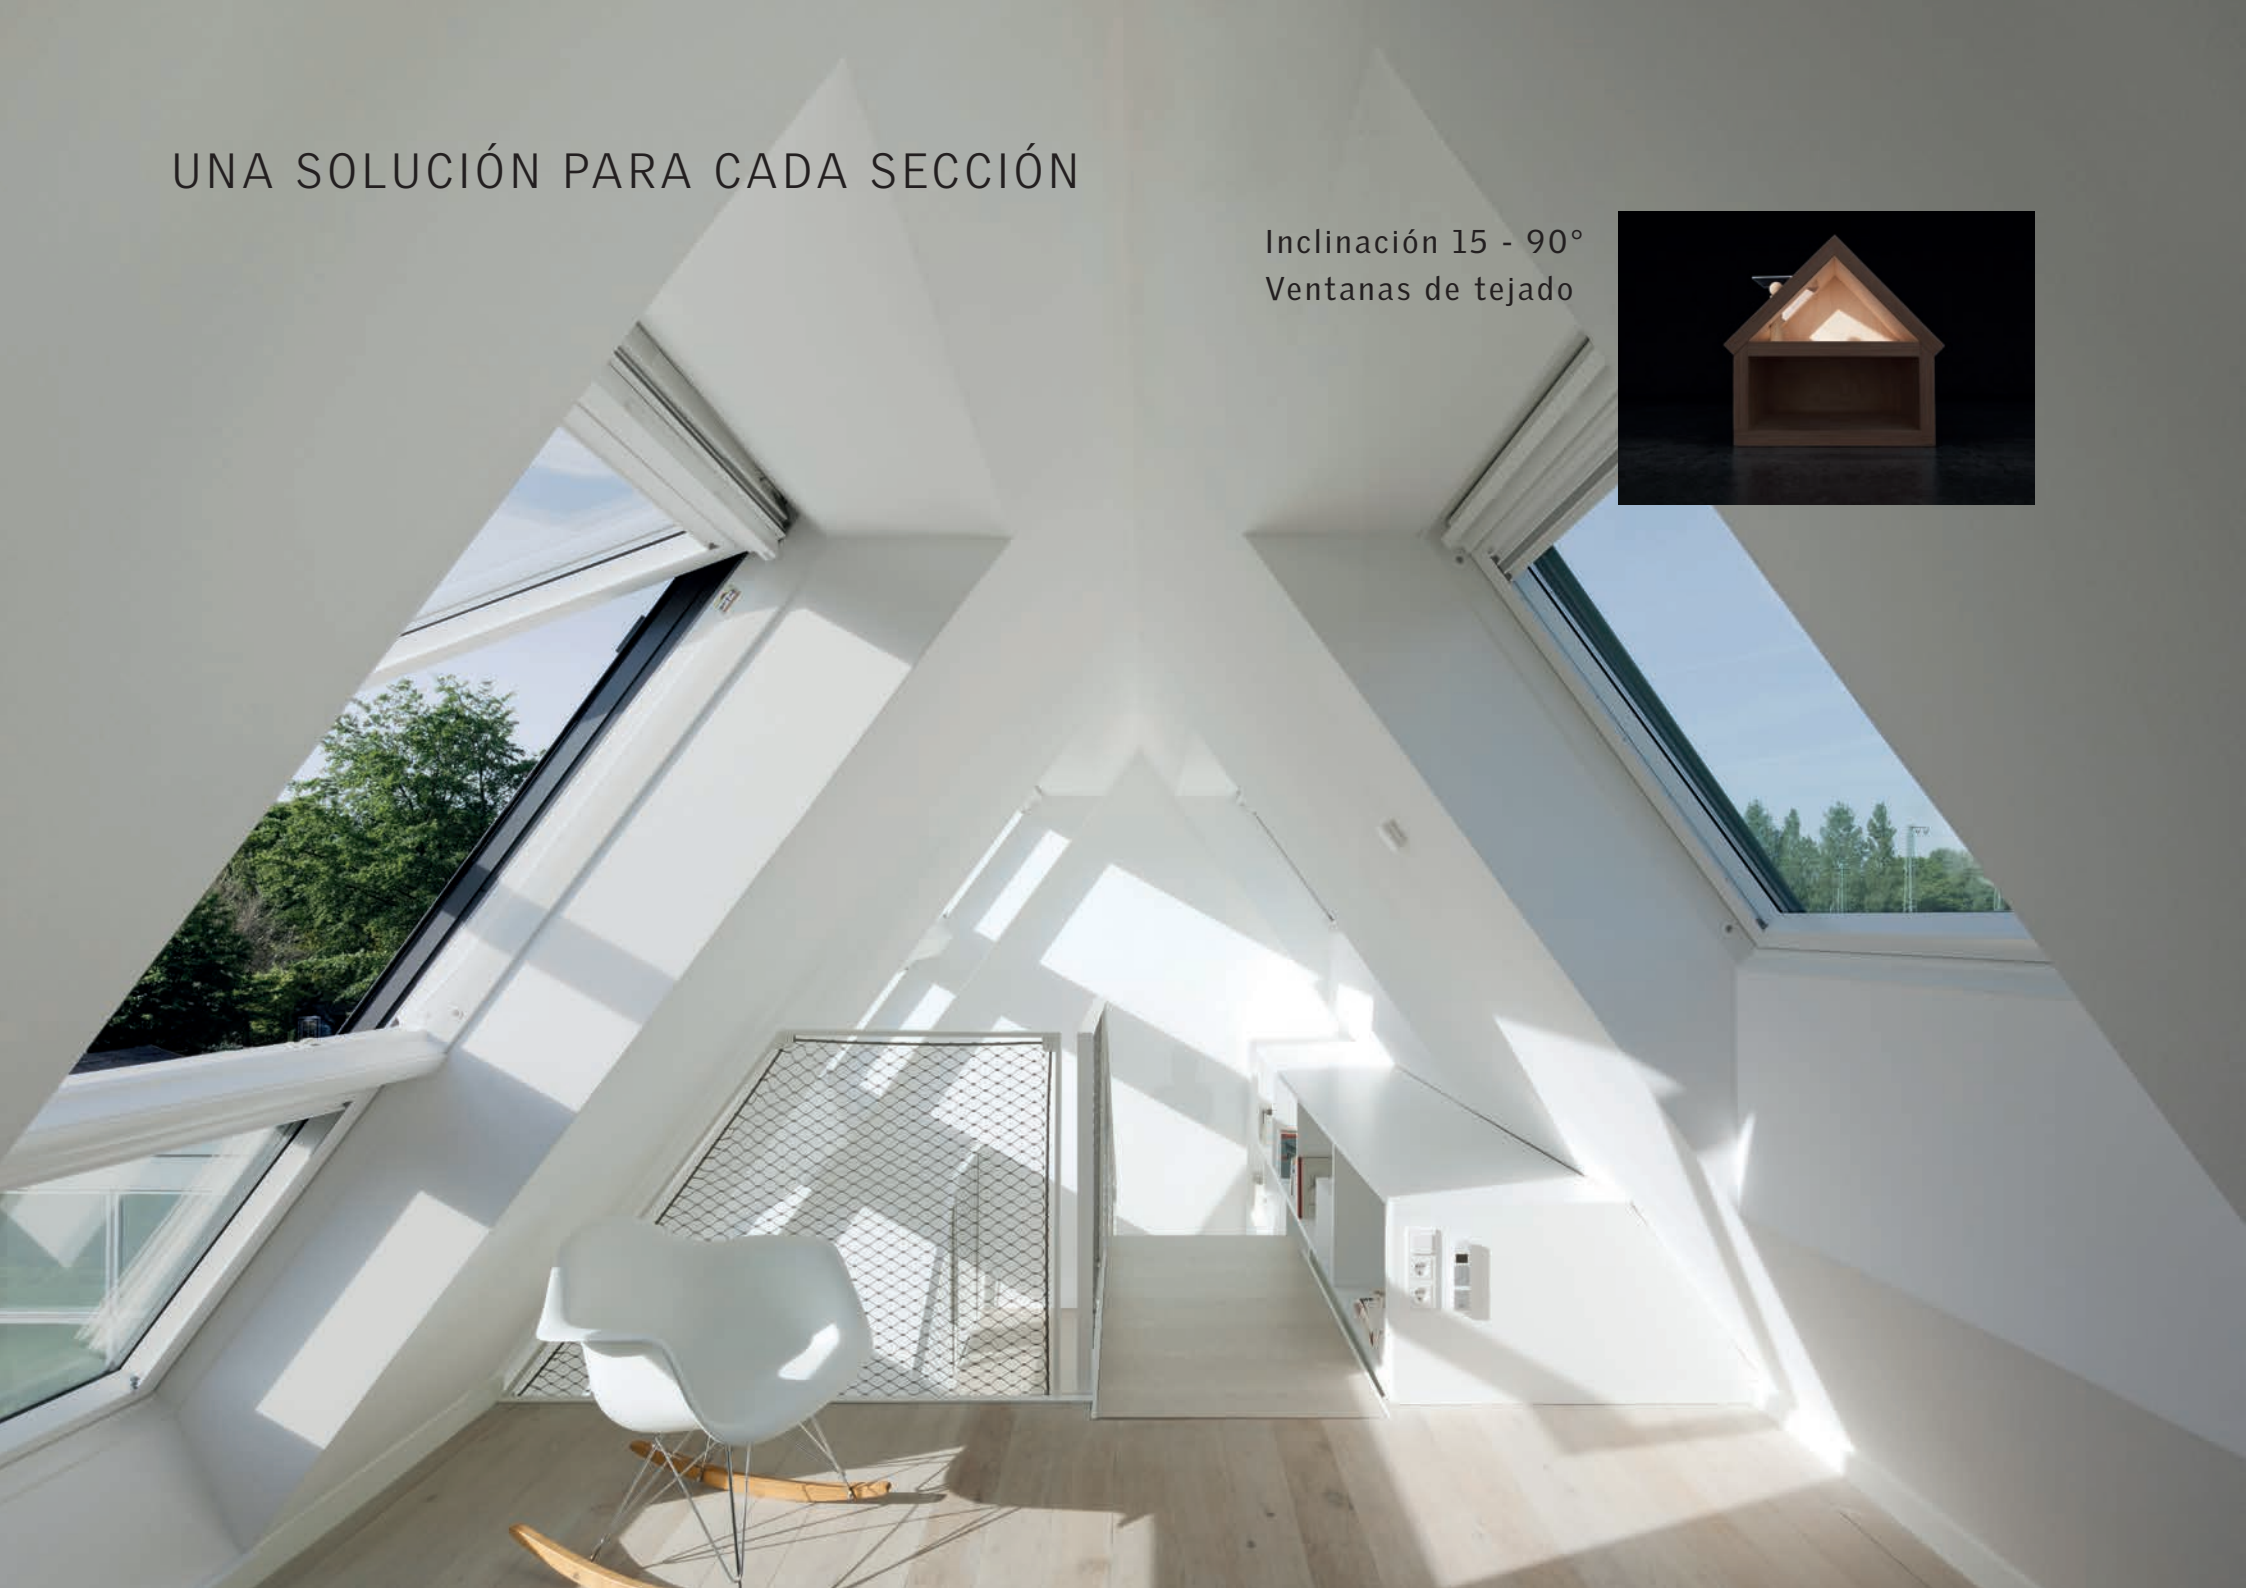 UNA SOLUCIÓN PARA CADA SECCIÓN
Inclinación 15 - 90°
Ventanas de tejado